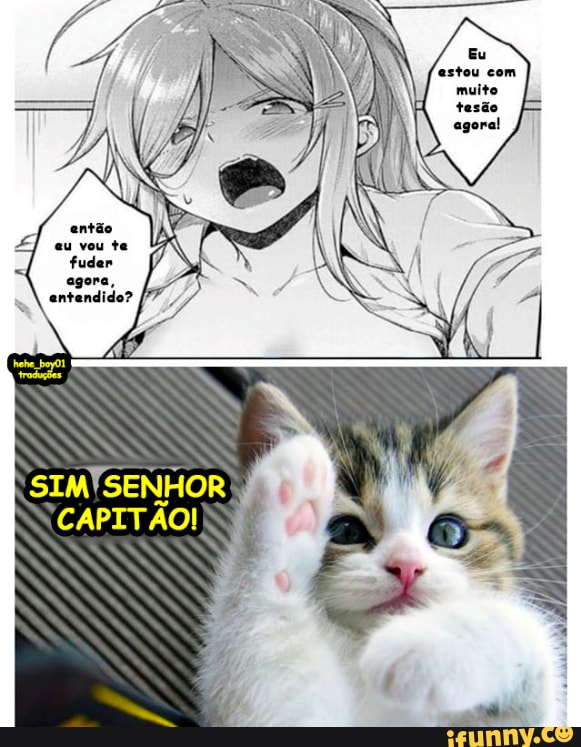 Eu
estou com
muito
tesão
agora!
então
eu vou te
fuder
agora,
entendido?
hehe_boy01
traduções
SIM SENHOR
CAPITÃO!
ifunny.co